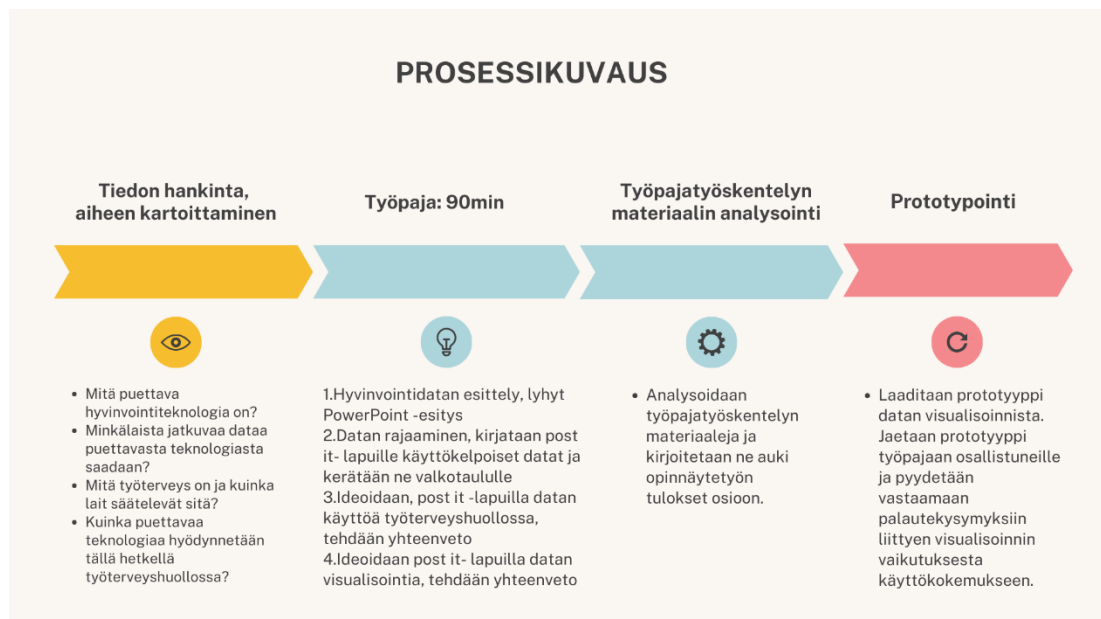 PROSESSIKUVAUS
Tiedon hankinta,
aiheen kartoittaminen
• Mitä puettava
hyvinvointiteknologia on?
• Minkälaista jatkuvaa dataa
puettavasta teknologiasta
saadaan?
• Mitä työterveys on ja kuinka
lait säätelevät sitä?
• Kuinka puettavaa
teknologiaa hyödynnetään
tällä hetkellä
työterveyshuollossa?
Työpaja: 90min
1.Hyvinvointidatan esittely, lyhyt
PowerPoint -esitys
2.Datan rajaaminen, kirjataan post
it- lapuille käyttökelpoiset datat ja
kerätään ne valkotaululle
3.Ideoidaan, post it -lapuilla datan
käyttöä työterveyshuollossa,
tehdään yhteenveto
4.Ideoidaan post it- lapuilla datan
visualisointia, tehdään yhteenveto
Työpajatyöskentelyn
materiaalin analysointi
• Analysoidaan
työpajatyöskentelyn
materiaaleja ja
kirjoitetaan ne auki
opinnäytetyön
tulokset osioon.
Prototypointi
• Laaditaan prototyyppi
datan visualisoinnista.
Jaetaan prototyyppi
työpajaan osallistuneille
ja pyydetään
vastaamaan
palautekysymyksiin
liittyen visualisoinnin
vaikutuksesta
käyttökokemukseen.